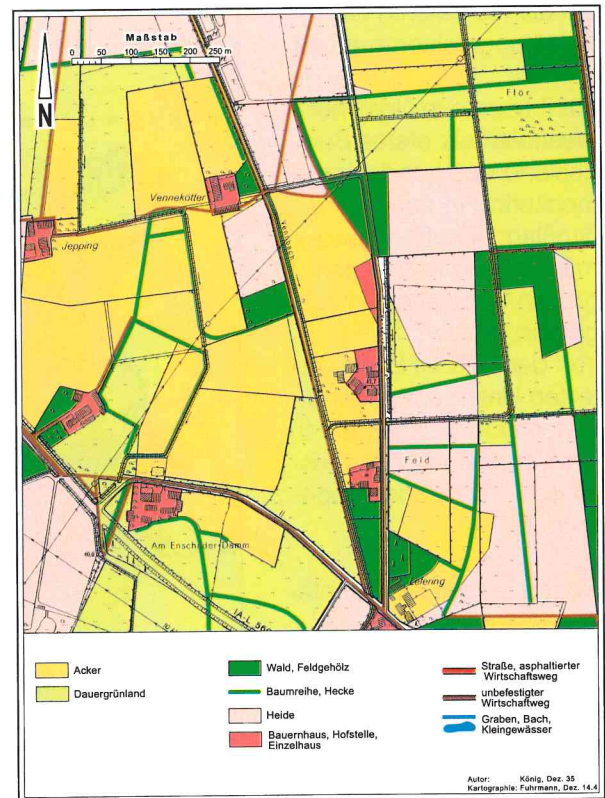 Maßstab
0 50 100 150 200 250 m
N
Flör
Vennekötter
Jepping
Feld
Am Enscheder-Damm
Lefering
Acker
Dauergrünland
Wald, Feldgehölz
Baumreihe, Hecke
Heide
Bauernhaus, Hofstelle,
Einzelhaus
Straße, asphaltierter
Wirtschaftsweg
unbefestigter
Wirtschaftweg
Graben, Bach,
Kleingewässer
Autor: König, Dez. 35
Kartographie: Fuhrmann, Dez. 14.4